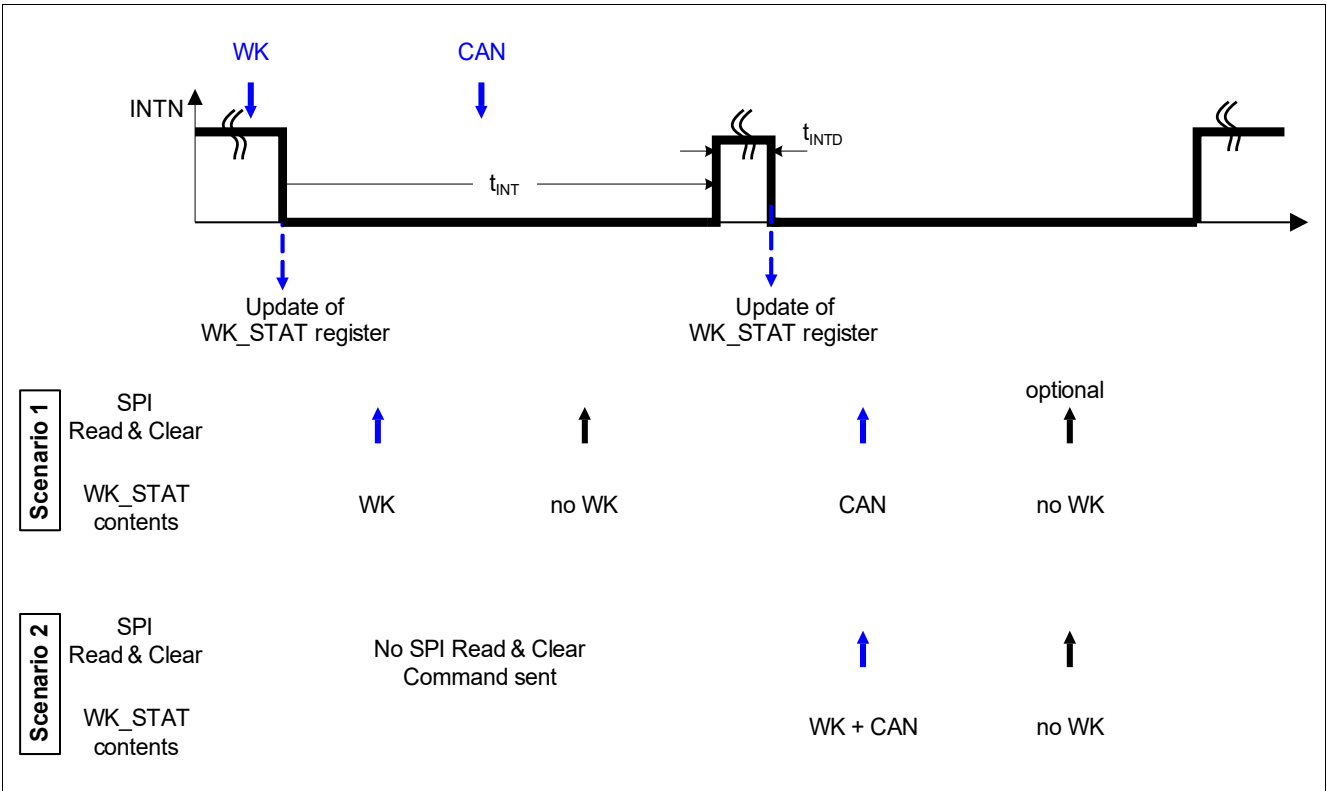 WK
CAN
INTN
tINTD
tINT
Update of
WK_STAT register
Update of
WK_STAT register
Scenario 1
SPI
Read & Clear
optional
WK_STAT
contents
WK
no WK
CAN
no WK
Scenario 2
SPI
Read & Clear
No SPI Read & Clear
Command sent
WK_STAT
contents
WK + CAN
no WK